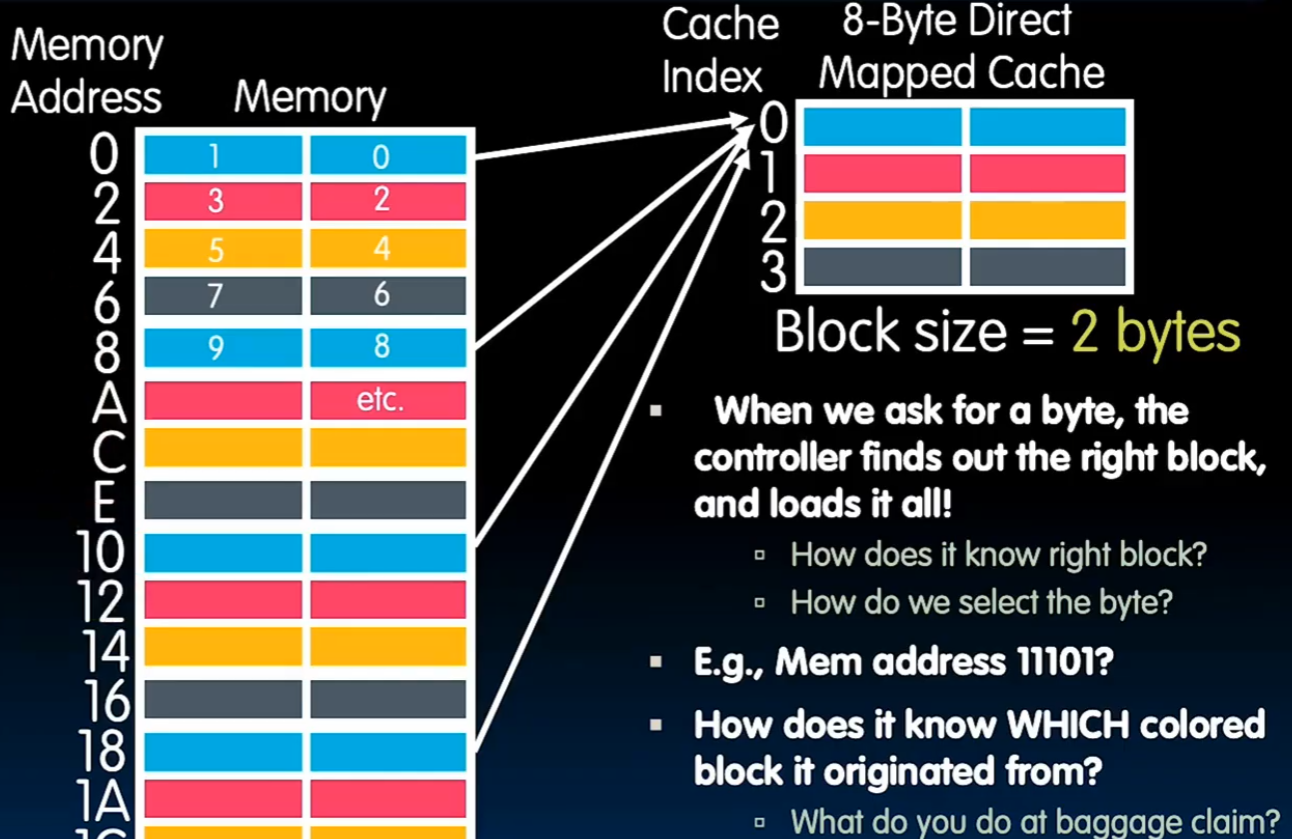 Memory
Address
Memory
0
1 0
2
3 2
4
5 4
6
7 6
8
9 8
A
etc.
C
E
10
12
14
16
18
1A
Cache
Index
8-Byte Direct
Mapped Cache
0
1
2
3
Block size = 2 bytes
▪ When we ask for a byte, the
controller finds out the right block,
and loads it all!
▫ How does it know right block?
▫ How do we select the byte?
▪ E.g., Mem address 11101?
▪ How does it know WHICH colored
block it originated from?
▫ What do you do at baggage claim?